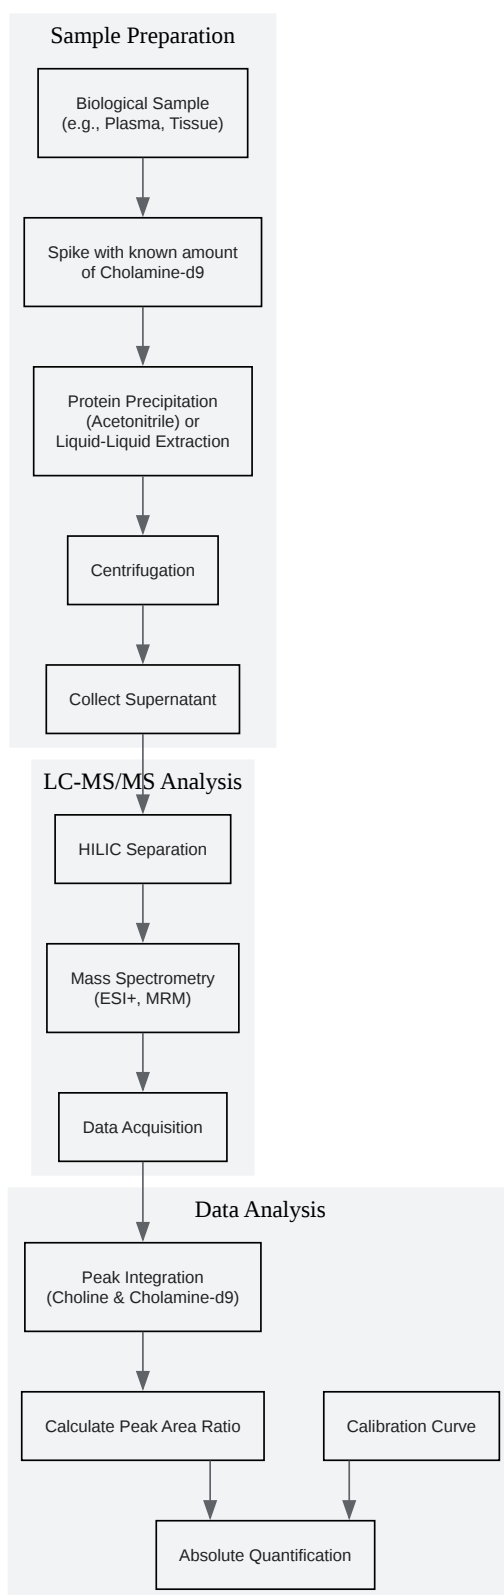 Sample Preparation
Biological Sample
(e.g., Plasma, Tissue)
Spike with known amount
of Cholamine-d9
Protein Precipitation
(Acetonitrile) or
Liquid-Liquid Extraction
Centrifugation
Collect Supernatant
LC-MS/MS Analysis
HILIC Separation
Mass Spectrometry
(ESI+, MRM)
Data Acquisition
Data Analysis
Peak Integration
(Choline & Cholamine-d9)
Calculate Peak Area Ratio
Calibration Curve
Absolute Quantification